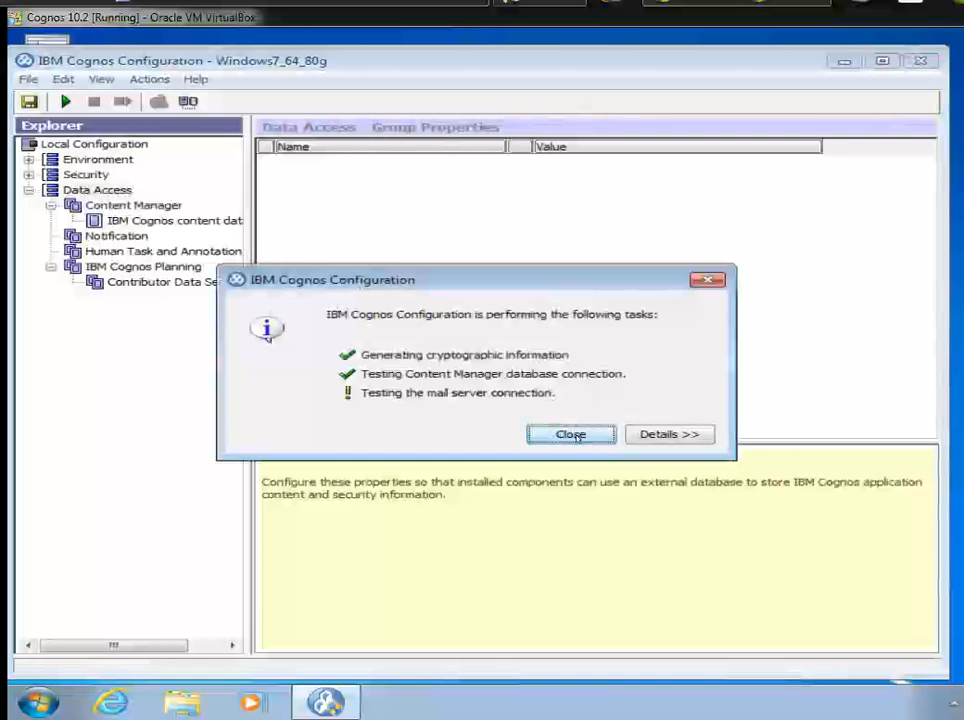 Cognos 10.2 [Running] - Oracle VM VirtualBox
IBM Cognos Configuration - Windows7_64_80g
File Edit View Actions Help
Explorer
Data Access - Group Properties
Local Configuration
Name Value
Environment
Security
Data Access
Content Manager
IBM Cognos content dat
Notification
Human Task and Annotation
IBM Cognos Planning
Contributor Data Se
IBM Cognos Configuration
IBM Cognos Configuration is performing the following tasks:
Generating cryptographic information
Testing Content Manager database connection.
Testing the mail server connection.
Close Details >>
Configure these properties so that installed components can use an external database to store IBM Cognos application
content and security information.